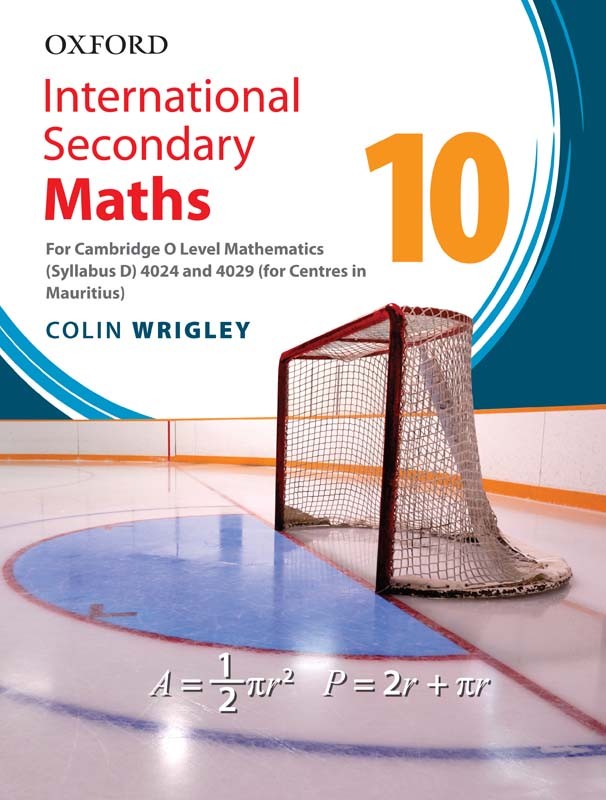 OXFORD
International
Secondary
Maths
10
For Cambridge O Level Mathematics
(Syllabus D) 4024 and 4029 (for Centres in
Mauritius)
COLIN WRIGLEY
A = 1/2 πr² P = 2r + πr